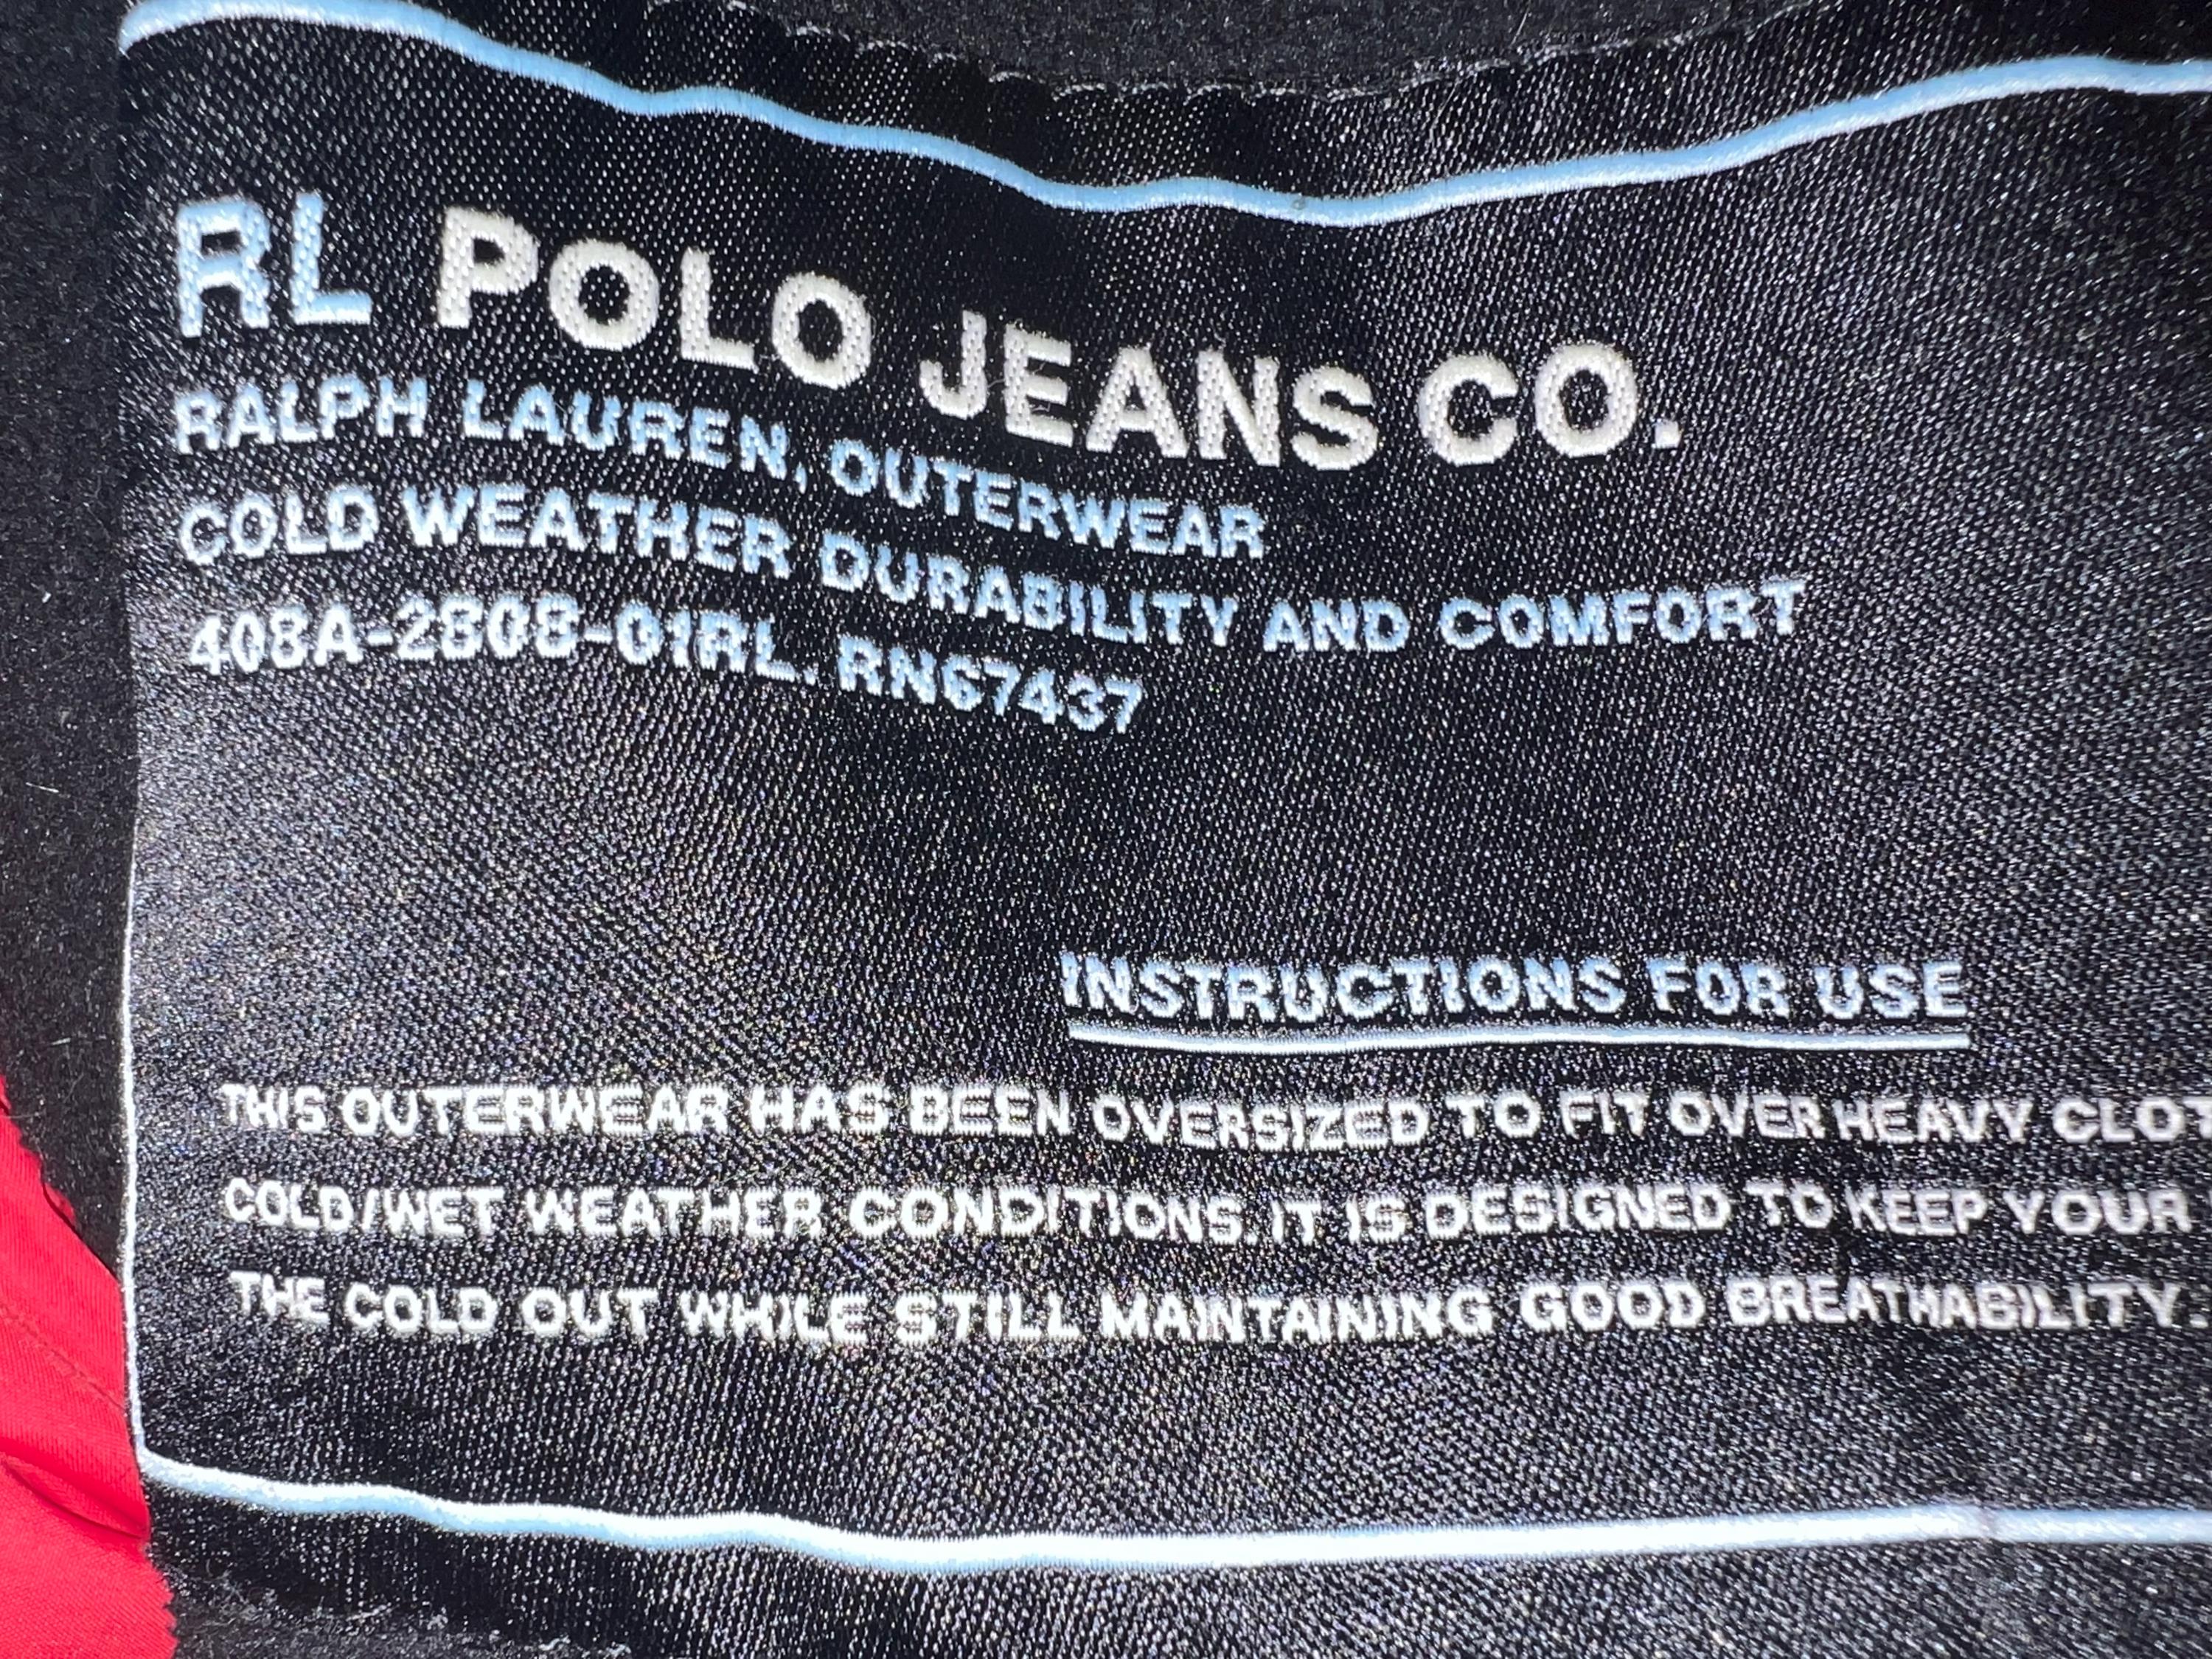 RL POLO JEANS CO.
RALPH LAUREN, OUTERWEAR
COLD WEATHER DURABILITY AND COMFORT
408A-2808-01RL. RN67437
INSTRUCTIONS FOR USE
THIS OUTERWEAR HAS BEEN OVERSIZED TO FIT OVER HEAVY CLOT
COLD/WET WEATHER CONDITIONS. IT IS DESIGNED TO KEEP YOUR
THE COLD OUT WHILE STILL MAINTAINING GOOD BREATHABILITY.